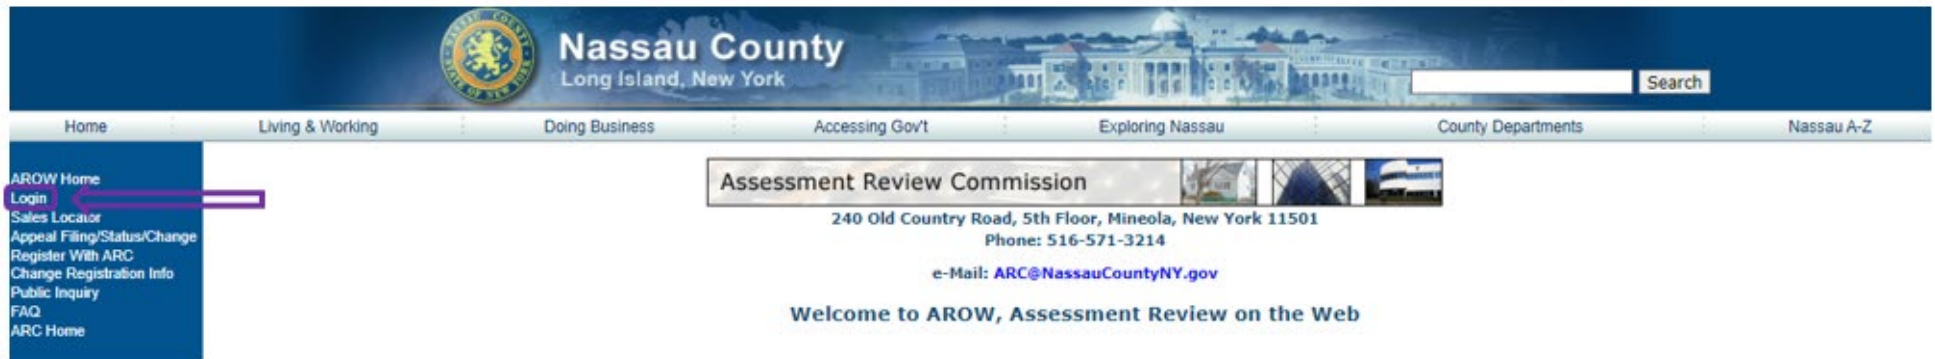 Nassau County
Long Island, New York
Search
Home
Living & Working
Doing Business
Accessing Gov't
Exploring Nassau
County Departments
Nassau A-Z
AROW Home
Login
Sales Locator
Appeal Filing/Status/Change
Register With ARC
Change Registration Info
Public Inquiry
FAQ
ARC Home
Assessment Review Commission
240 Old Country Road, 5th Floor, Mineola, New York 11501
Phone: 516-571-3214
e-Mail: ARC@NassauCountyNY.gov
Welcome to AROW, Assessment Review on the Web